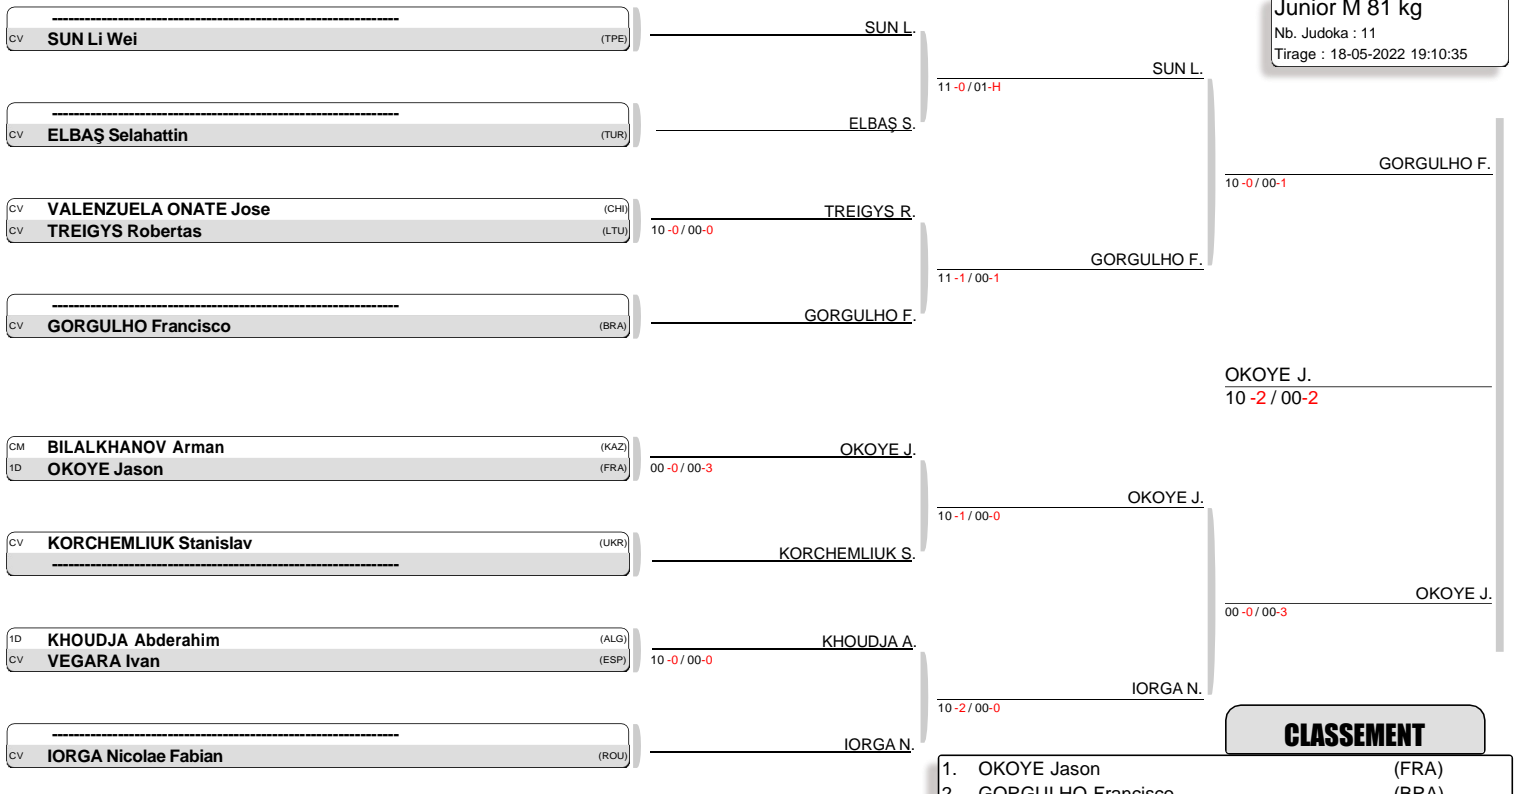 Junior M 81 kg
Nb. Judoka : 11
Tirage : 18-05-2022 19:10:35
----------------------------------------------------------------
CV SUN Li Wei (TPE)
----------------------------------------------------------------
CV ELBAŞ Selahattin (TUR)
CV VALENZUELA ONATE Jose (CHI)
CV TREIGYS Robertas (LTU)
----------------------------------------------------------------
CV GORGULHO Francisco (BRA)
CM BILALKHANOV Arman (KAZ)
1D OKOYE Jason (FRA)
CV KORCHEMLIUK Stanislav (UKR)
----------------------------------------------------------------
1D KHOUDJA Abderahim (ALG)
CV VEGARA Ivan (ESP)
----------------------------------------------------------------
CV IORGA Nicolae Fabian (ROU)
SUN L.
ELBAŞ S.
TREIGYS R.
10 -0 / 00-0
GORGULHO F.
OKOYE J.
00 -0 / 00-3
KORCHEMLIUK S.
KHOUDJA A.
10 -0 / 00-0
IORGA N.
SUN L.
11 -0 / 01-H
GORGULHO F.
11 -1 / 00-1
OKOYE J.
10 -1 / 00-0
IORGA N.
10 -2 / 00-0
GORGULHO F.
10 -0 / 00-1
OKOYE J.
10 -2 / 00-2
OKOYE J.
00 -0 / 00-3
CLASSEMENT
1. OKOYE Jason (FRA)
2. GORGULHO Francisco (BRA)